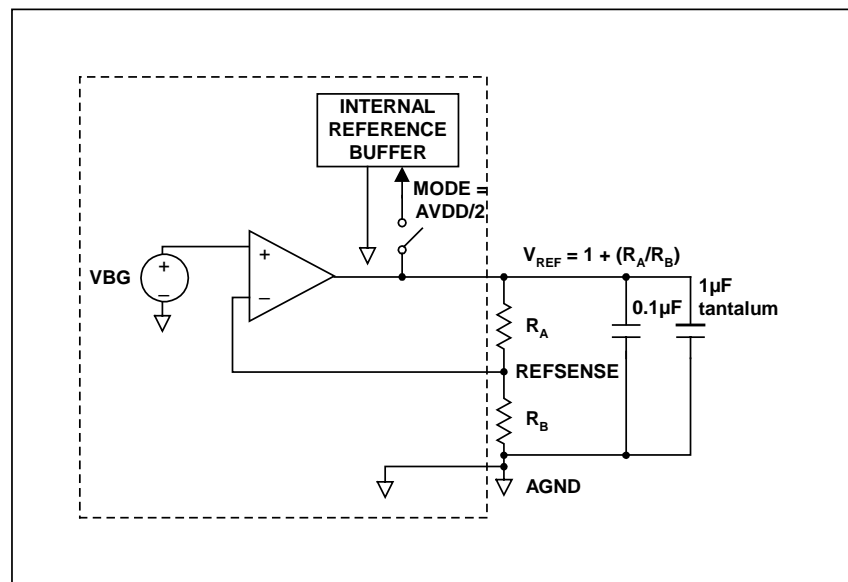 INTERNAL
REFERENCE
BUFFER
MODE =
AVDD/2
VBG
+
−
+
−
V_REF = 1 + (R_A/R_B)
0.1µF
1µF
tantalum
R_A
REFSENSE
R_B
AGND